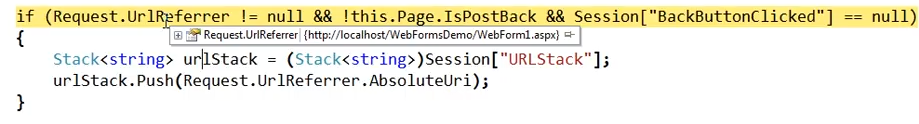 if (Request.UrlReferrer != null && !this.Page.IsPostBack && Session["BackButtonClicked"] == null)
{
Request.UrlReferrer {http://localhost/WebFormsDemo/WebForm1.aspx}
Stack<string> urlStack = (Stack<string>)Session["URLStack"];
urlStack.Push(Request.UrlReferrer.AbsoluteUri);
}